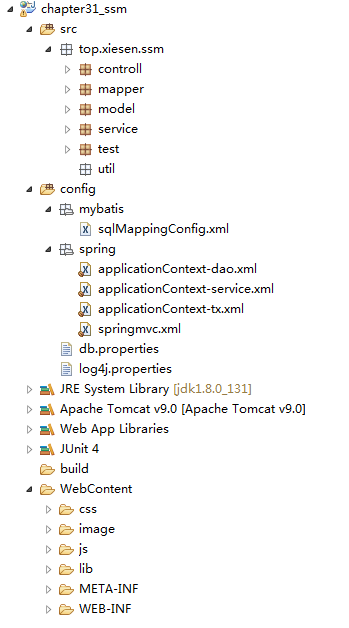 chapter31_ssm
src
top.xiesen.ssm
controll
mapper
model
service
test
util
config
mybatis
sqlMappingConfig.xml
spring
applicationContext-dao.xml
applicationContext-service.xml
applicationContext-tx.xml
springmvc.xml
db.properties
log4j.properties
JRE System Library [jdk1.8.0_131]
Apache Tomcat v9.0 [Apache Tomcat v9.0]
Web App Libraries
JUnit 4
build
WebContent
css
image
js
lib
META-INF
WEB-INF